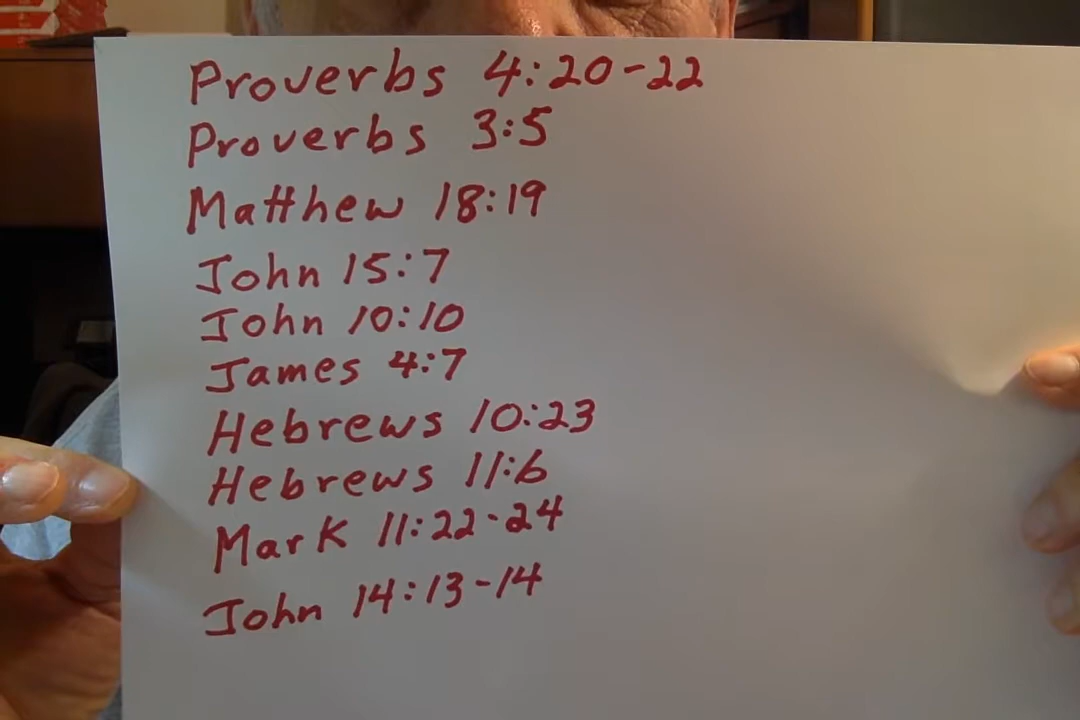 Proverbs 4:20-22
Proverbs 3:5
Matthew 18:19
John 15:7
John 10:10
James 4:7
Hebrews 10:23
Hebrews 11:6
Mark 11:22-24
John 14:13-14